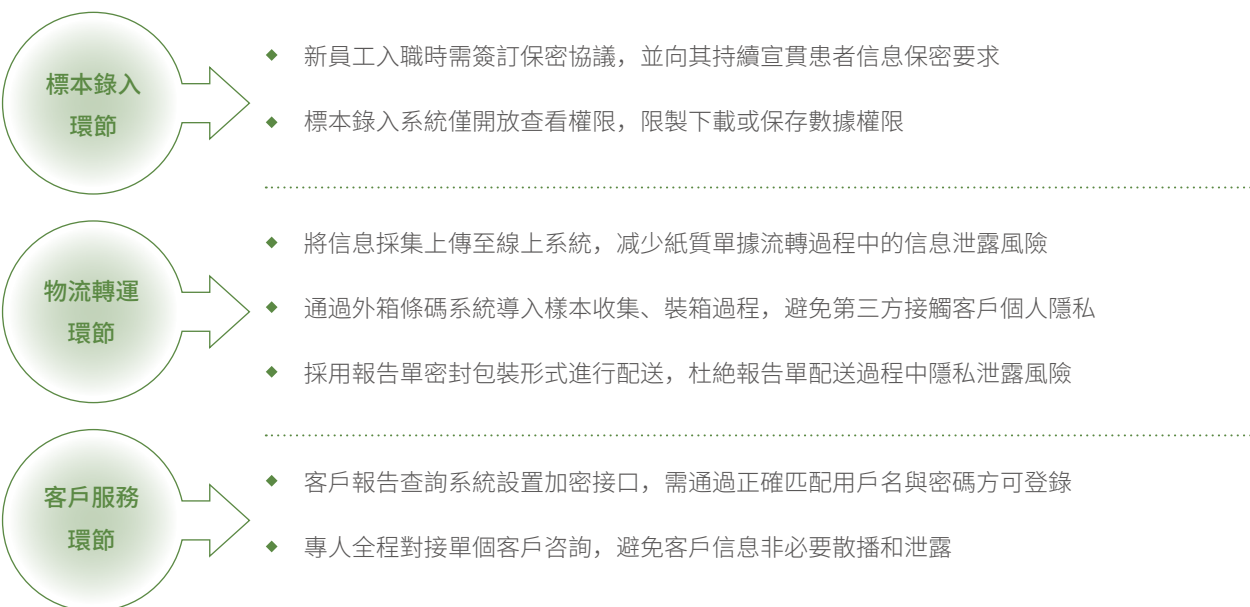 標本錄入
環節
新員工入職時需簽訂保密協議，並向其持續宣貫患者信息保密要求
標本錄入系統僅開放查看權限，限製下載或保存數據權限
物流轉運
環節
將信息採集上傳至線上系統，減少紙質單據流轉過程中的信息泄露風險
通過外箱條碼系統導入樣本收集、裝箱過程，避免第三方接觸客戶個人隱私
採用報告單密封包裝形式進行配送，杜絶報告單配送過程中隱私泄露風險
客戶服務
環節
客戶報告查詢系統設置加密接口，需通過正確匹配用戶名與密碼方可登錄
專人全程對接單個客戶咨詢，避免客戶信息非必要散播和泄露